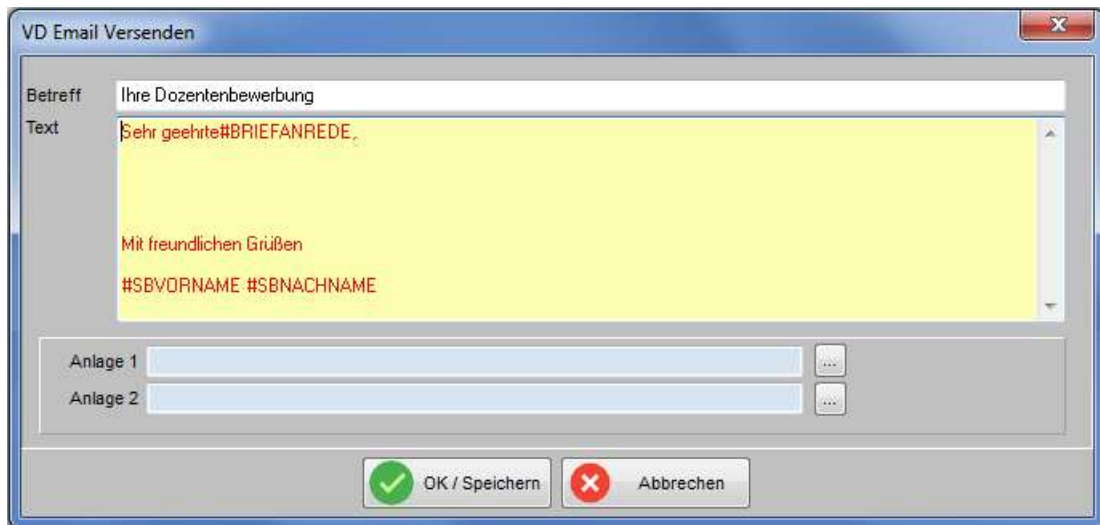 VD Email Versenden
Betreff Ihre Dozentenbewerbung
Text Sehr geehrte#BRIEFANREDE,
Mit freundlichen Grüßen
#SBVORNAME #SBNACHNAME
Anlage 1 ...
Anlage 2 ...
OK / Speichern Abbrechen